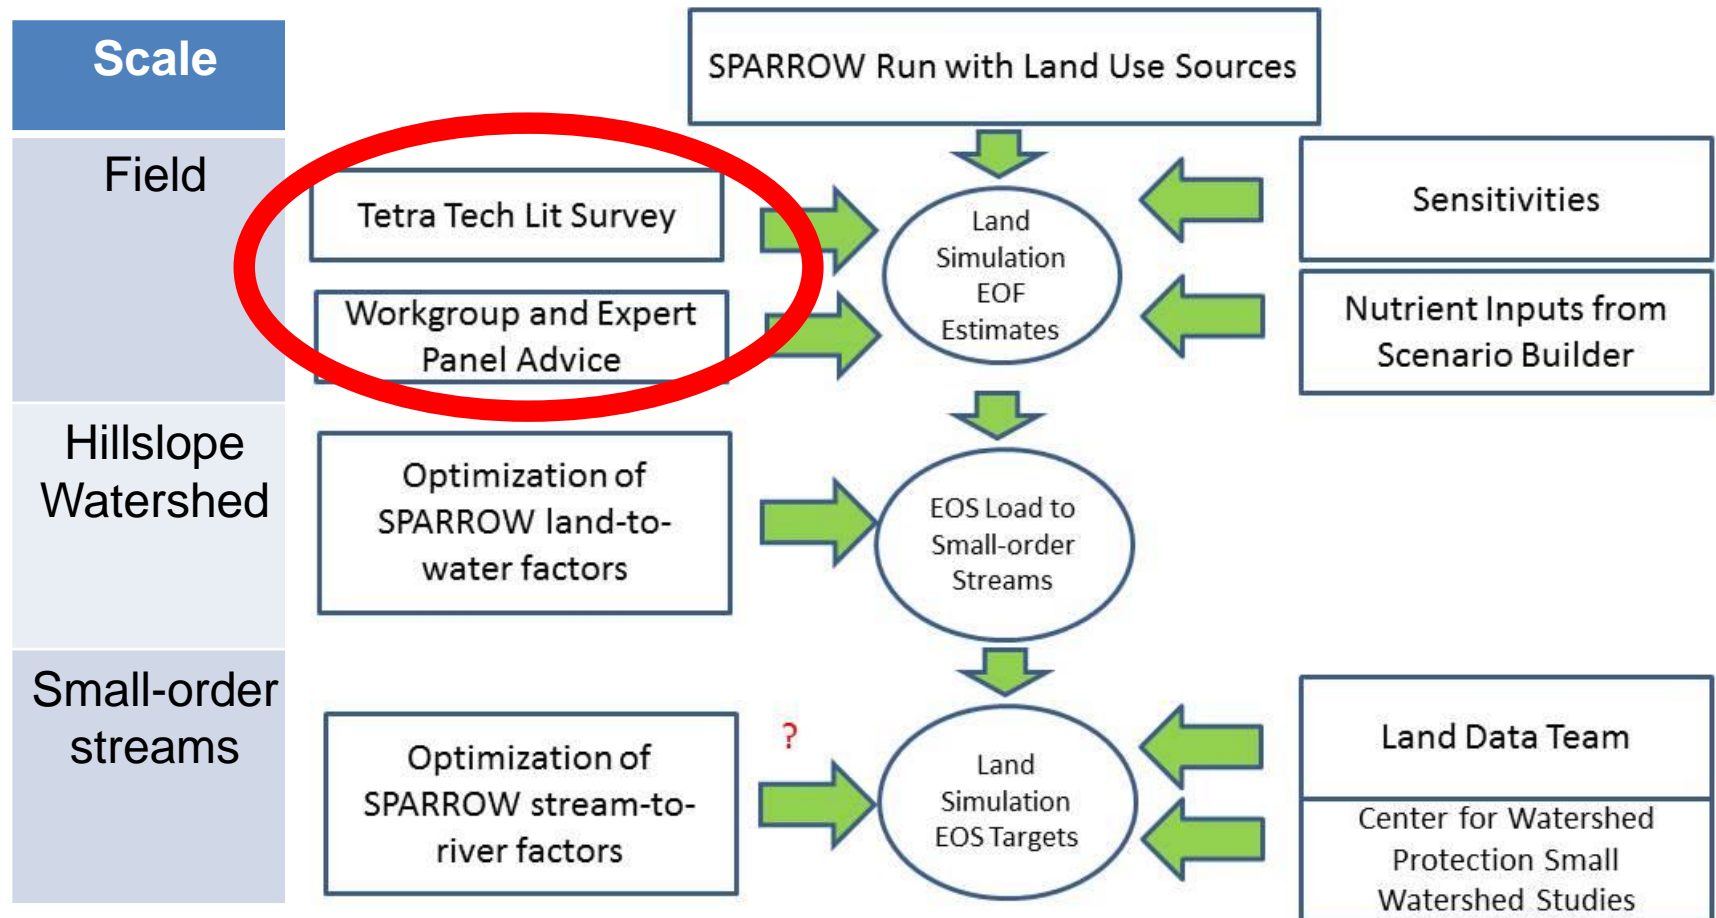 Scale
SPARROW Run with Land Use Sources
Field
Tetra Tech Lit Survey
Workgroup and Expert
Panel Advice
Land
Simulation
EOF
Estimates
Sensitivities
Nutrient Inputs from
Scenario Builder
Hillslope
Watershed
Optimization of
SPARROW land-to-
water factors
EOS Load to
Small-order
Streams
Small-order
streams
Optimization of
SPARROW stream-to-
river factors
?
Land
Simulation
EOS Targets
Land Data Team
Center for Watershed
Protection Small
Watershed Studies